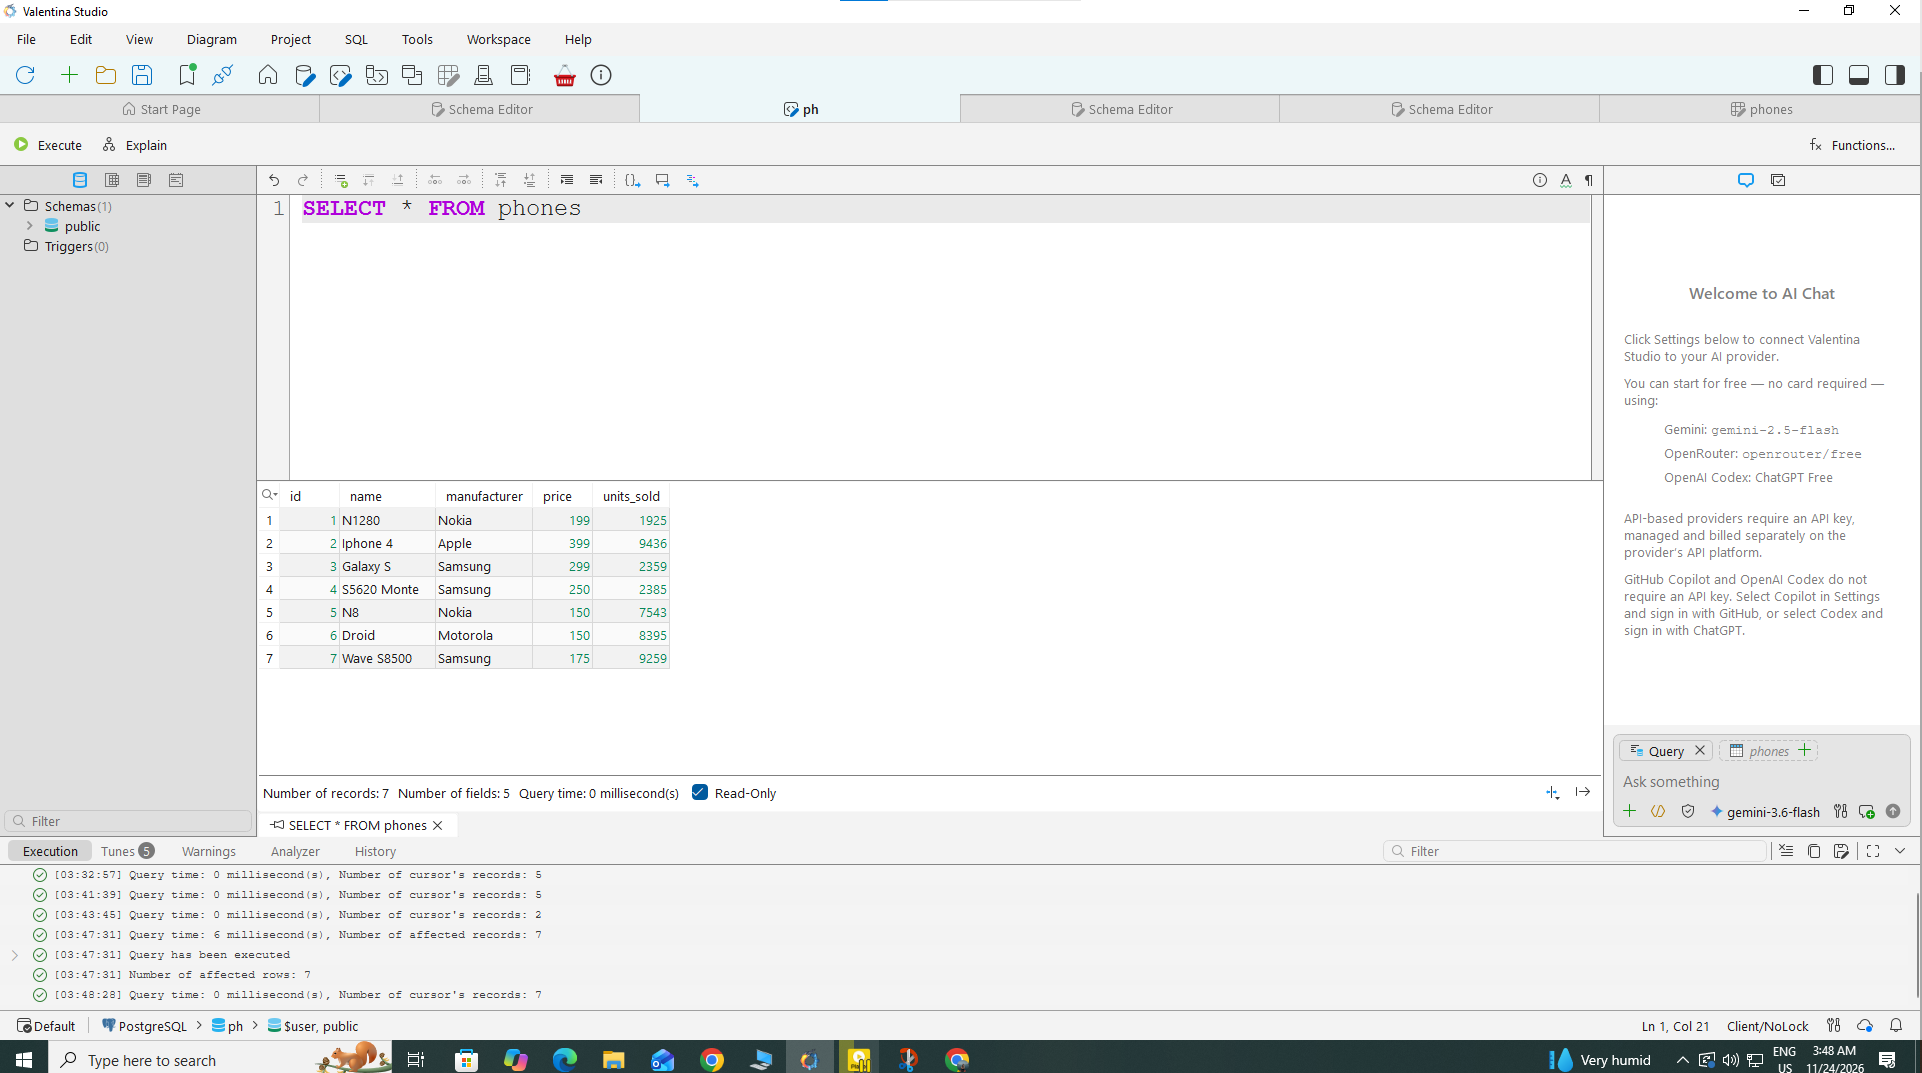 Valentina Studio
File Edit View Diagram Project SQL Tools Workspace Help
Start Page Schema Editor ph Schema Editor Schema Editor phones
Execute Explain Functions...
Schemas (1)
public
Triggers (0)
Filter
1 SELECT * FROM phones
id name manufacturer price units_sold
1 1 N1280 Nokia 199 1925
2 2 Iphone 4 Apple 399 9436
3 3 Galaxy S Samsung 299 2359
4 4 S5620 Monte Samsung 250 2385
5 5 N8 Nokia 150 7543
6 6 Droid Motorola 150 8395
7 7 Wave S8500 Samsung 175 9259
Number of records: 7 Number of fields: 5 Query time: 0 millisecond(s) Read-Only
SELECT * FROM phones
Welcome to AI Chat
Click Settings below to connect Valentina
Studio to your AI provider.
You can start for free — no card required —
using:
Gemini: gemini-2.5-flash
OpenRouter: openrouter/free
OpenAI Codex: ChatGPT Free
API-based providers require an API key,
managed and billed separately on the
provider's API platform.
GitHub Copilot and OpenAI Codex do not
require an API key. Select Copilot in Settings
and sign in with GitHub, or select Codex and
sign in with ChatGPT.
Query phones
Ask something
gemini-3.6-flash
Execution Tunes 5 Warnings Analyzer History Filter
[03:32:57] Query time: 0 millisecond(s), Number of cursor's records: 5
[03:41:39] Query time: 0 millisecond(s), Number of cursor's records: 5
[03:43:45] Query time: 0 millisecond(s), Number of cursor's records: 2
[03:47:31] Query time: 6 millisecond(s), Number of affected records: 7
[03:47:31] Query has been executed
[03:47:31] Number of affected rows: 7
[03:48:28] Query time: 0 millisecond(s), Number of cursor's records: 7
Default PostgreSQL ph $user, public Ln 1, Col 21 Client/NoLock
Type here to search Very humid ENG US 3:48 AM 11/24/2026